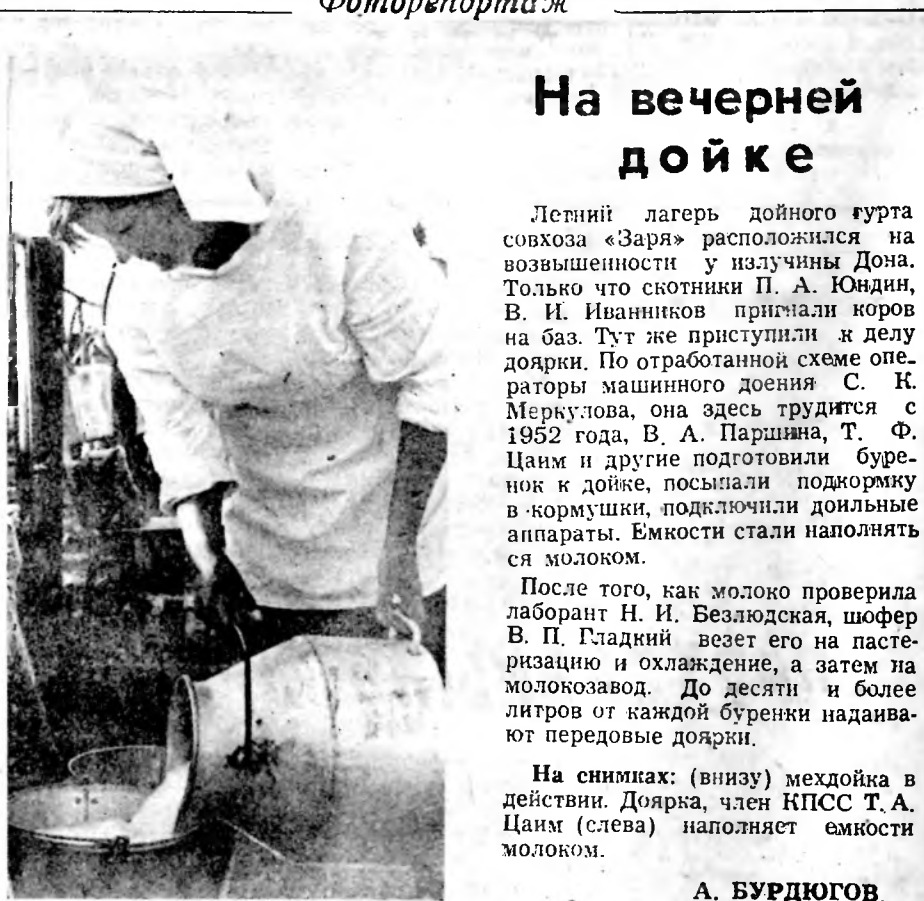 Фоторепортаж
На вечерней
дойке
Летний лагерь дойного гурта
совхоза «Заря» расположился на
возвышенности у излучины Дона.
Только что скотники П. А. Юндин,
В. И. Иванников пригнали коров
на баз. Тут же приступили к делу
доярки. По отработанной схеме опе-
раторы машинного доения С. К.
Меркулова, она здесь трудится с
1952 года, В. А. Паршина, Т. Ф.
Цаим и другие подготовили буре-
нок к дойке, посыпали подкормку
в кормушки, подключили доильные
аппараты. Емкости стали наполнять
ся молоком.
После того, как молоко проверила
лаборант Н. И. Безлюдская, шофер
В. П. Гладкий везет его на пасте-
ризацию и охлаждение, а затем на
молокозавод. До десяти и более
литров от каждой буренки надаива-
ют передовые доярки.
На снимках: (внизу) мехдойка в
действии. Доярка, член КПСС Т. А.
Цаим (слева) наполняет емкости
молоком.
А. БУРДЮГОВ.